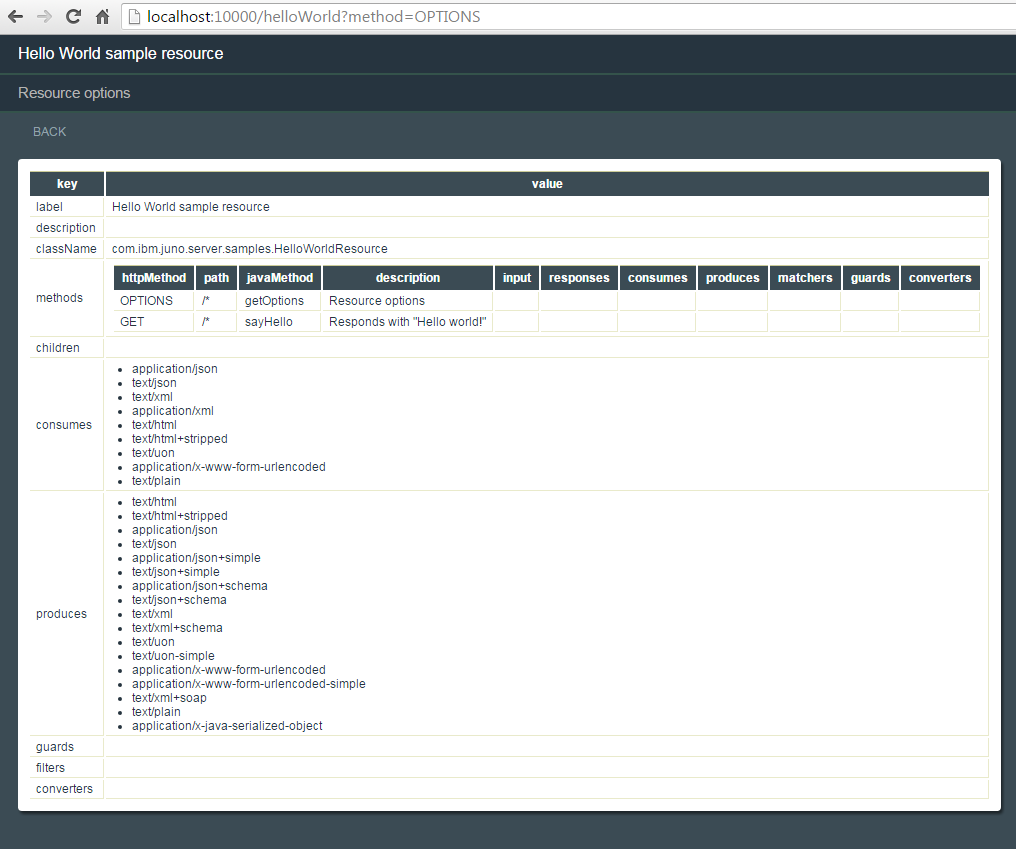 localhost:10000/helloWorld?method=OPTIONS
Hello World sample resource
Resource options
BACK
key value
label Hello World sample resource
description
className com.ibm.juno.server.samples.HelloWorldResource
methods
httpMethod path javaMethod description input responses consumes produces matchers guards converters
OPTIONS /* getOptions Resource options
GET /* sayHello Responds with "Hello world!"
children
consumes
application/json
text/json
text/xml
application/xml
text/html
text/html+stripped
text/uon
application/x-www-form-urlencoded
text/plain
produces
text/html
text/html+stripped
application/json
text/json
application/json+simple
text/json+simple
application/json+schema
text/json+schema
text/xml
text/xml+schema
text/uon
text/uon-simple
application/x-www-form-urlencoded
application/x-www-form-urlencoded-simple
text/xml+soap
text/plain
application/x-java-serialized-object
guards
filters
converters